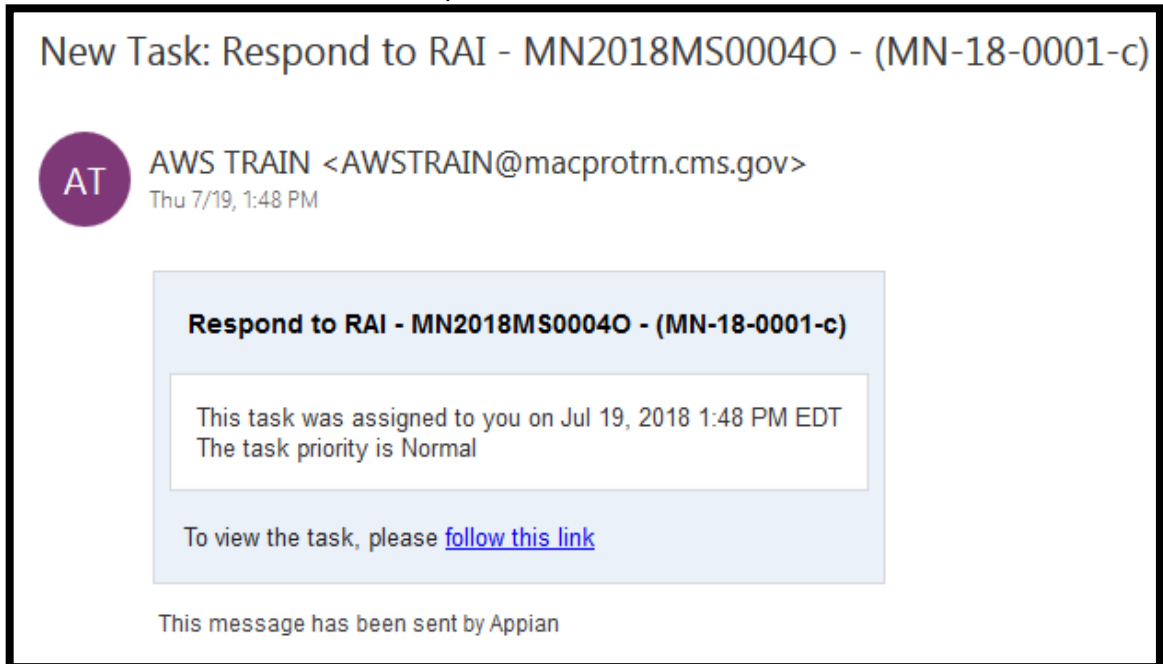 New Task: Respond to RAI - MN2018MS0004O - (MN-18-0001-c)
AT
AWS TRAIN <AWSTRAIN@macprotrn.cms.gov>
Thu 7/19, 1:48 PM
Respond to RAI - MN2018MS0004O - (MN-18-0001-c)
This task was assigned to you on Jul 19, 2018 1:48 PM EDT
The task priority is Normal
To view the task, please follow this link
This message has been sent by Appian